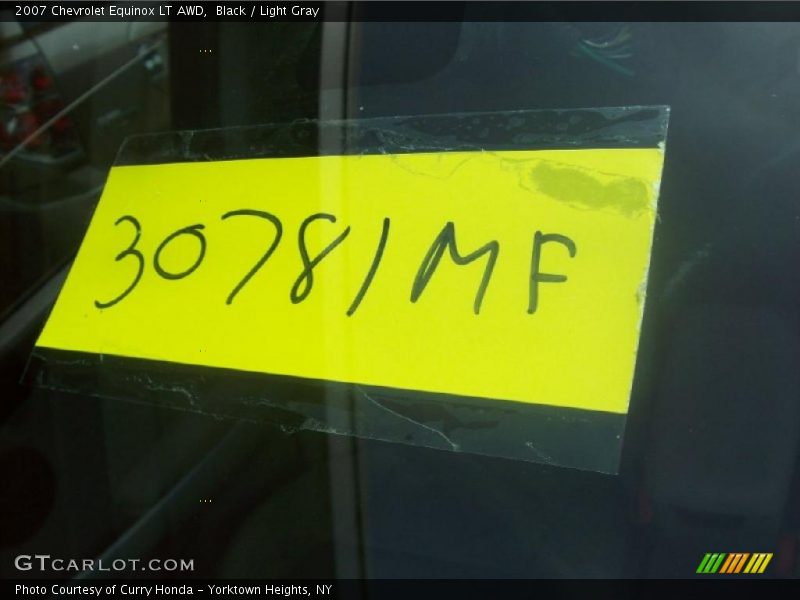 2007 Chevrolet Equinox LT AWD,  Black / Light Gray
30781MF
GTCARLOT.COM
Photo Courtesy of Curry Honda - Yorktown Heights, NY